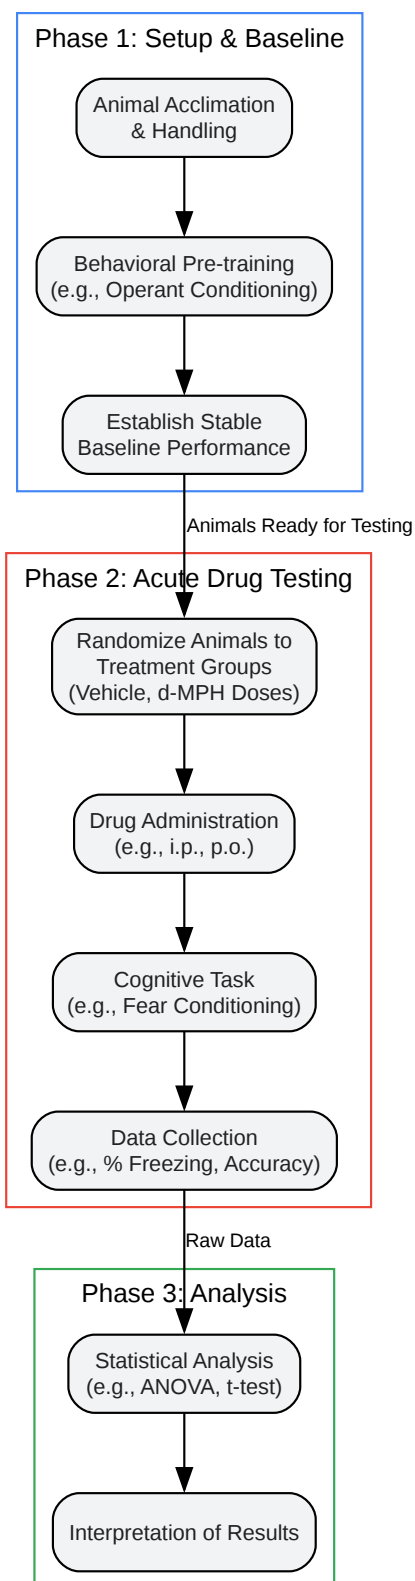 Phase 1: Setup & Baseline
Animal Acclimation
& Handling
Behavioral Pre-training
(e.g., Operant Conditioning)
Establish Stable
Baseline Performance
Animals Ready for Testing
Phase 2: Acute Drug Testing
Randomize Animals to
Treatment Groups
(Vehicle, d-MPH Doses)
Drug Administration
(e.g., i.p., p.o.)
Cognitive Task
(e.g., Fear Conditioning)
Data Collection
(e.g., % Freezing, Accuracy)
Raw Data
Phase 3: Analysis
Statistical Analysis
(e.g., ANOVA, t-test)
Interpretation of Results